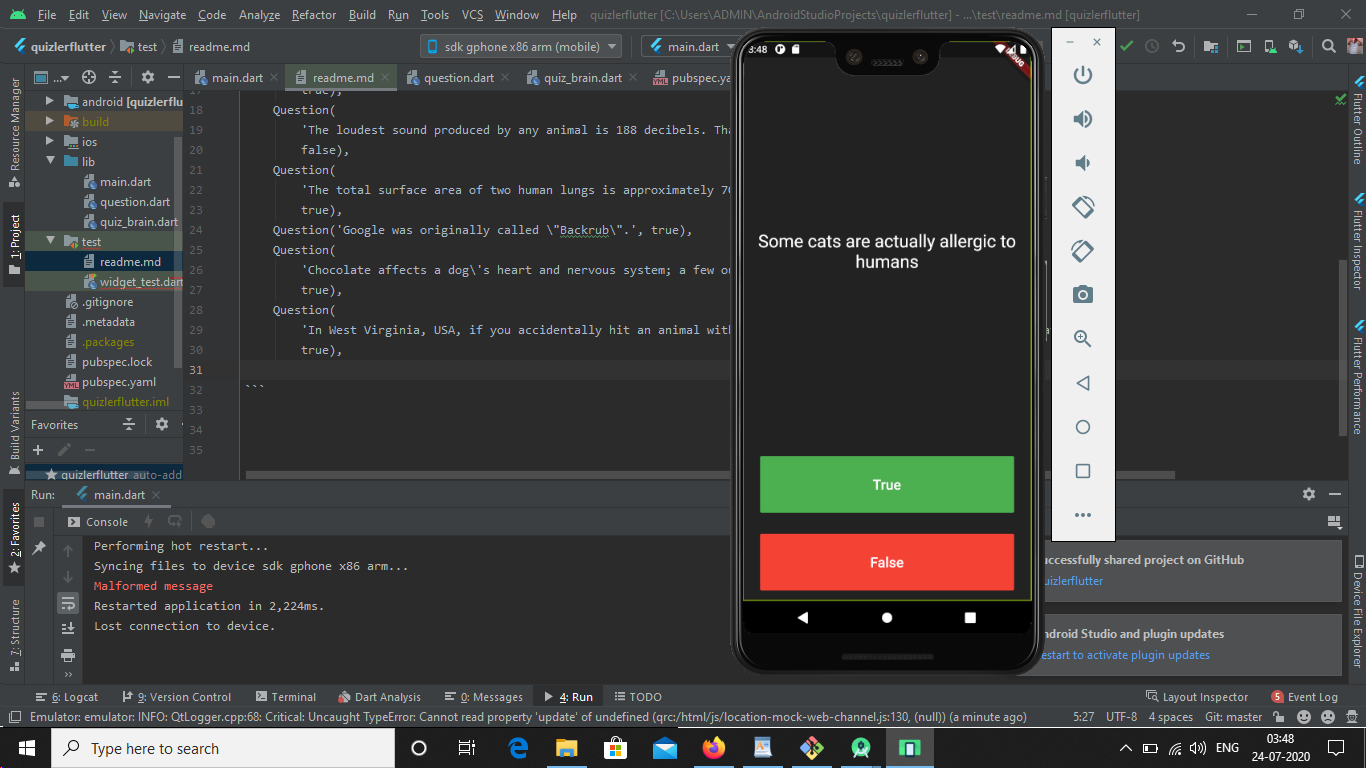 File Edit View Navigate Code Analyze Refactor Build Run Tools VCS Window Help quizlerflutter [C:\Users\ADMIN\AndroidStudioProjects\quizlerflutter] - ...\test\readme.md [quizlerflutter]
quizlerflutter test readme.md sdk gphone x86 arm (mobile) main.dart
... main.dart readme.md question.dart quiz_brain.dart pubspec.ya
Resource Manager
1: Project
Build Variants
2: Favorites
7: Structure
android [quizlerflu
build
ios
lib
main.dart
question.dart
quiz_brain.dart
test
readme.md
widget_test.dart
.gitignore
.metadata
.packages
pubspec.lock
pubspec.yaml
quizlerflutter.iml
Favorites
quizlerflutter auto-add
17 true),
18 Question(
19 'The loudest sound produced by any animal is 188 decibels. Tha
20 false),
21 Question(
22 'The total surface area of two human lungs is approximately 70
23 true),
24 Question('Google was originally called \"Backrub\".', true),
25 Question(
26 'Chocolate affects a dog\'s heart and nervous system; a few ou
27 true),
28 Question(
29 'In West Virginia, USA, if you accidentally hit an animal with
30 true),
31
32 ```
33
34
35
3:48
DEBUG
Some cats are actually allergic to
humans
True
False
Flutter Outline
Flutter Inspector
Flutter Performance
Device File Explorer
Run: main.dart
Console
Performing hot restart...
Syncing files to device sdk gphone x86 arm...
Malformed message
Restarted application in 2,224ms.
Lost connection to device.
uccessfully shared project on GitHub
uizlerflutter
ndroid Studio and plugin updates
estart to activate plugin updates
6: Logcat 9: Version Control Terminal Dart Analysis 0: Messages 4: Run TODO Layout Inspector 5 Event Log
Emulator: emulator: INFO: QtLogger.cpp:68: Critical: Uncaught TypeError: Cannot read property 'update' of undefined (qrc:/html/js/location-mock-web-channel.js:130, (null)) (a minute ago) 5:27 UTF-8 4 spaces Git: master
Type here to search ENG 03:48
24-07-2020